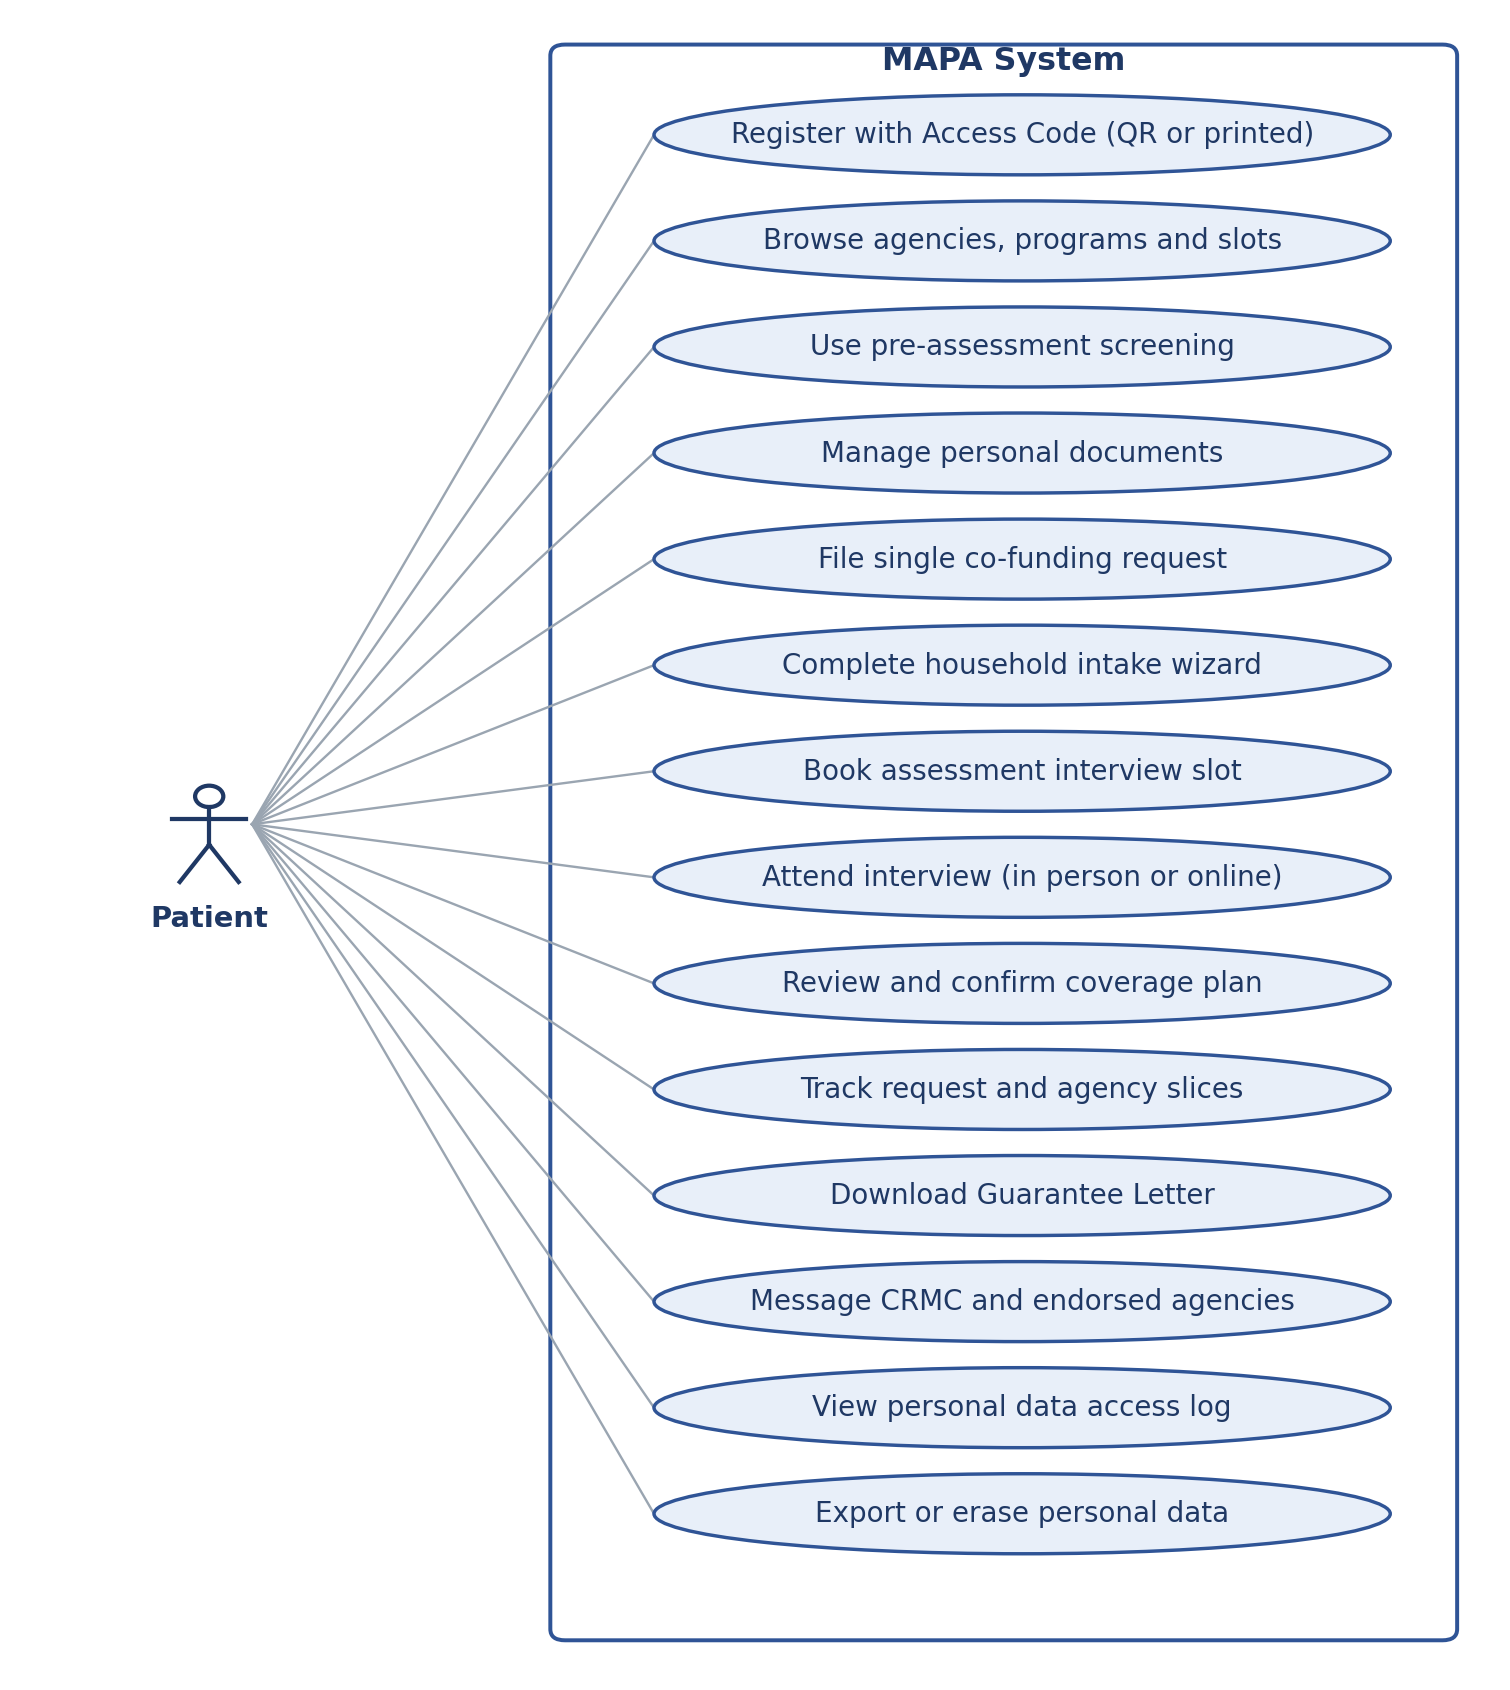 MAPA System
Register with Access Code (QR or printed)
Browse agencies, programs and slots
Use pre-assessment screening
Manage personal documents
File single co-funding request
Complete household intake wizard
Book assessment interview slot
Attend interview (in person or online)
Patient
Review and confirm coverage plan
Track request and agency slices
Download Guarantee Letter
Message CRMC and endorsed agencies
View personal data access log
Export or erase personal data